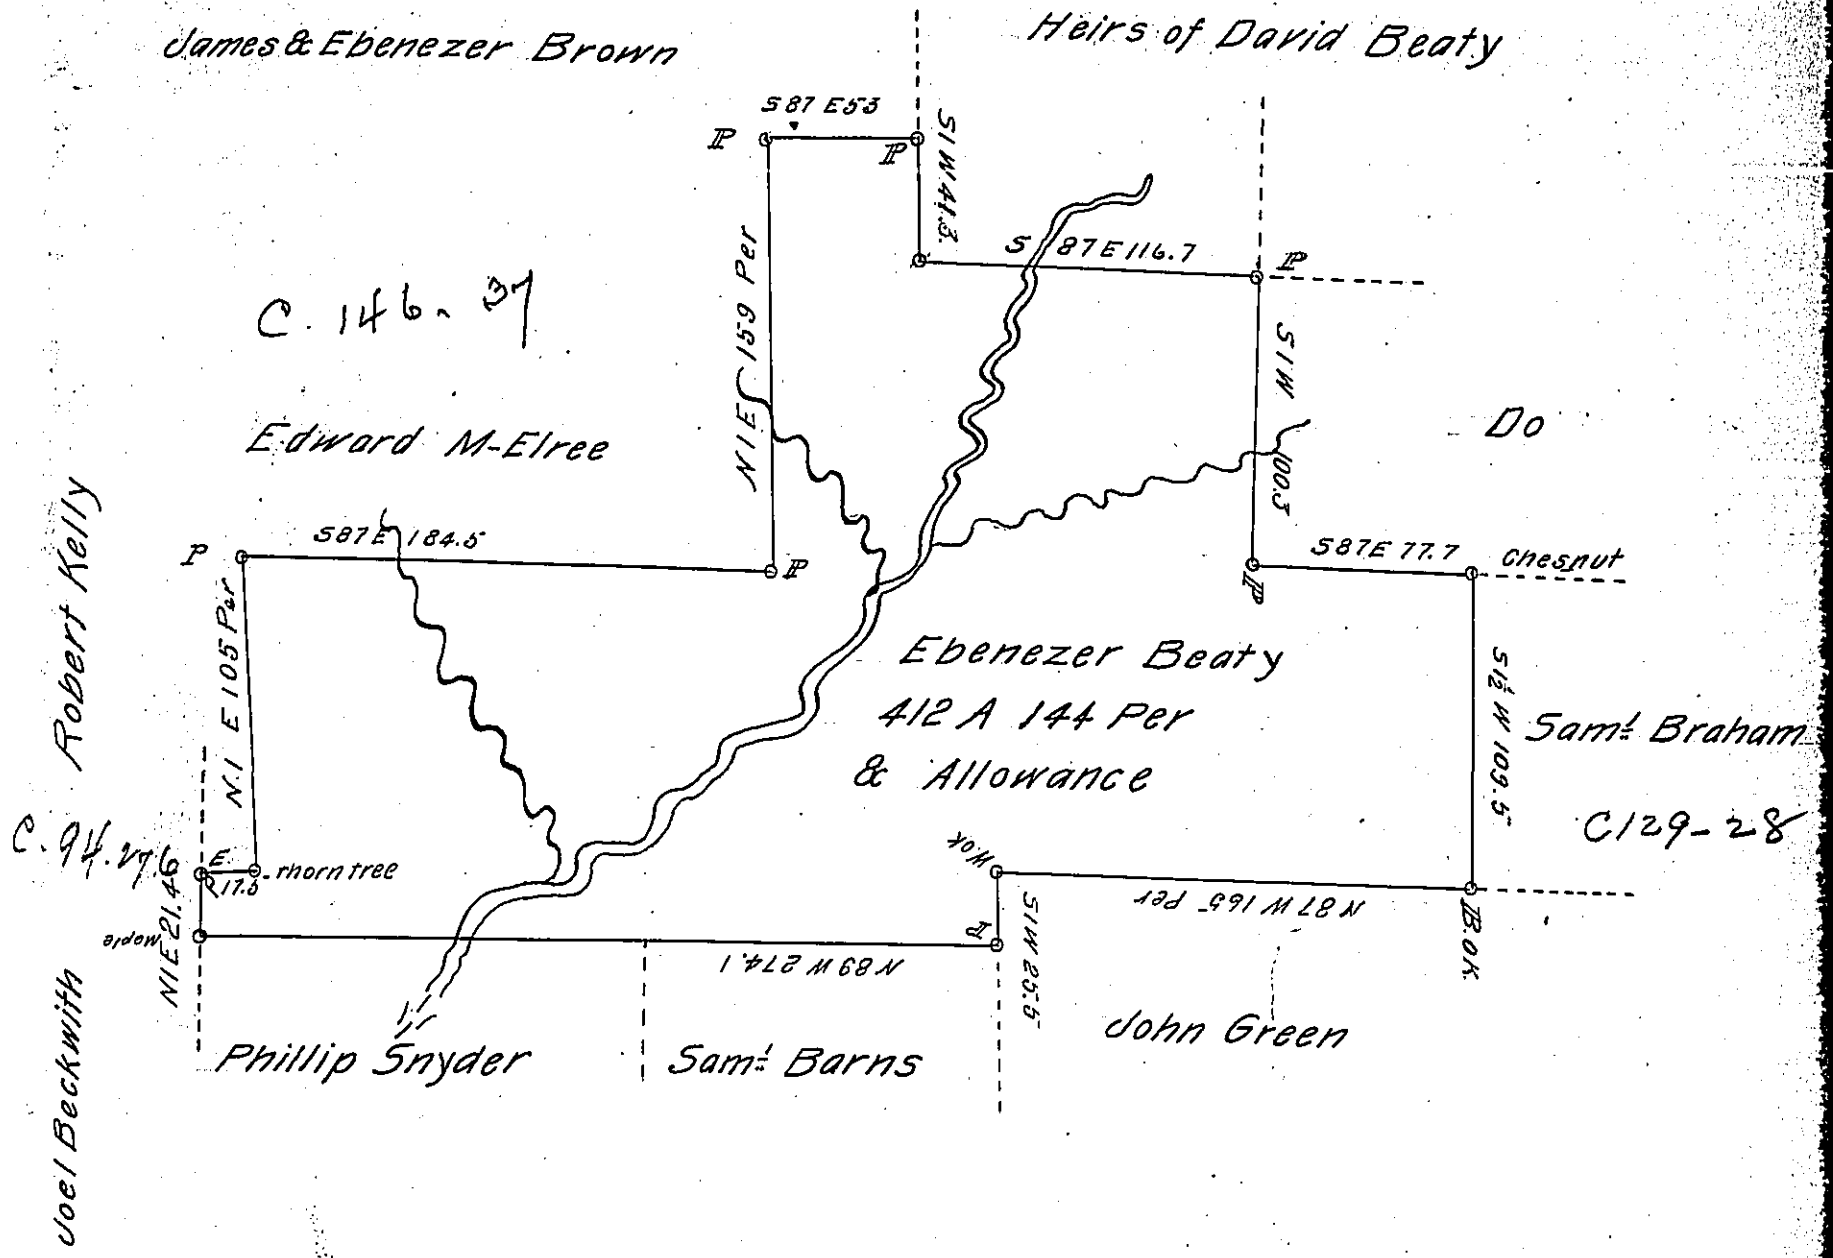 James & Ebenezer Brown
Heirs of David Beaty
S 87 E 53
P
P
S 1 W 41.3
S 87 E 116.7
P
N 1 E 159 Per
C. 146. 37
S 1 W 100.3
Edward M-Elree
Do
Robert Kelly
S 87 E 184.5
P
P
S 87 E 77.7
Chesnut
P
N. 1 E 105 Per
Ebenezer Beaty
412 A 144 Per
& Allowance
S 1½ W 109.5
Saml Braham
C129-28
C. 94. 276
E.
17.5
P
Thorn tree
W.OK
N 87 W 165 Per
N 1 E 21.46
Maple
P
S 1 W 25.5
B.OK.
N 89 W 274.1
Joel Beckwith
Phillip Snyder
Saml Barns
John Green